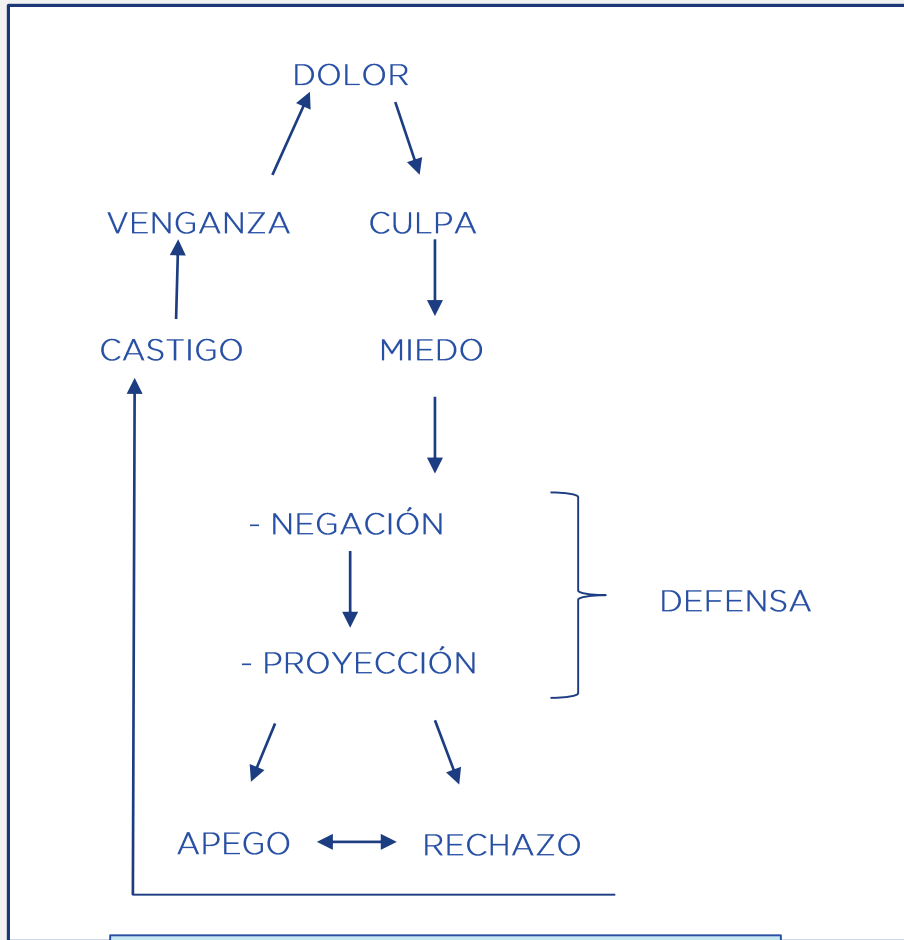 DOLOR
VENGANZA CULPA
CASTIGO MIEDO
- NEGACIÓN
DEFENSA
- PROYECCIÓN
APEGO RECHAZO